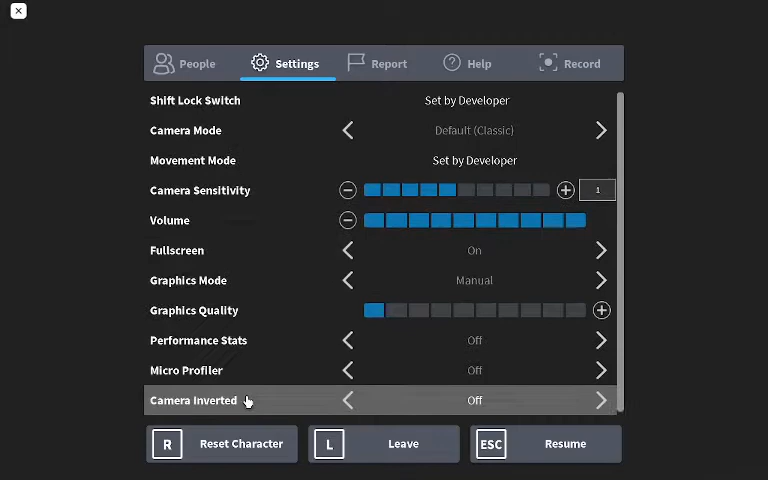 People Settings Report Help Record
Shift Lock Switch Set by Developer
Camera Mode Default (Classic)
Movement Mode Set by Developer
Camera Sensitivity 1
Volume
Fullscreen On
Graphics Mode Manual
Graphics Quality
Performance Stats Off
Micro Profiler Off
Camera Inverted Off
R Reset Character L Leave ESC Resume